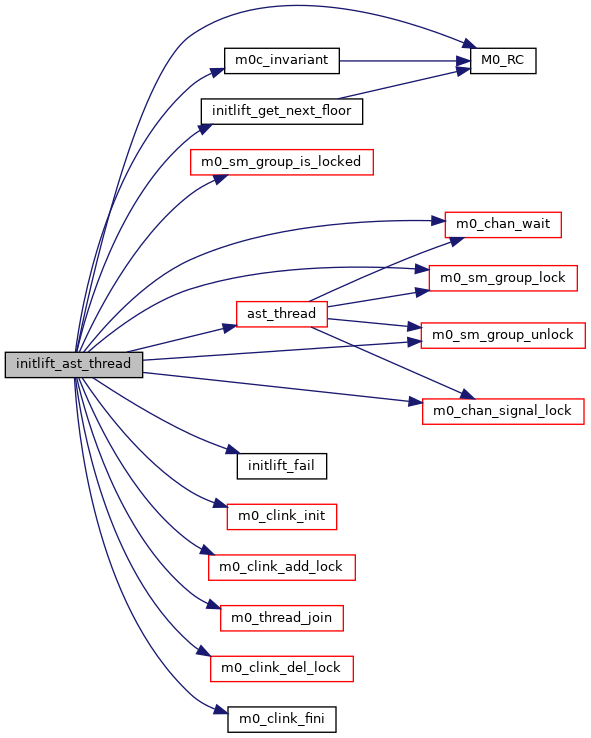 m0c_invariant
M0_RC
initlift_get_next_floor
m0_sm_group_is_locked
m0_chan_wait
m0_sm_group_lock
ast_thread
m0_sm_group_unlock
initlift_ast_thread
m0_chan_signal_lock
initlift_fail
m0_clink_init
m0_clink_add_lock
m0_thread_join
m0_clink_del_lock
m0_clink_fini